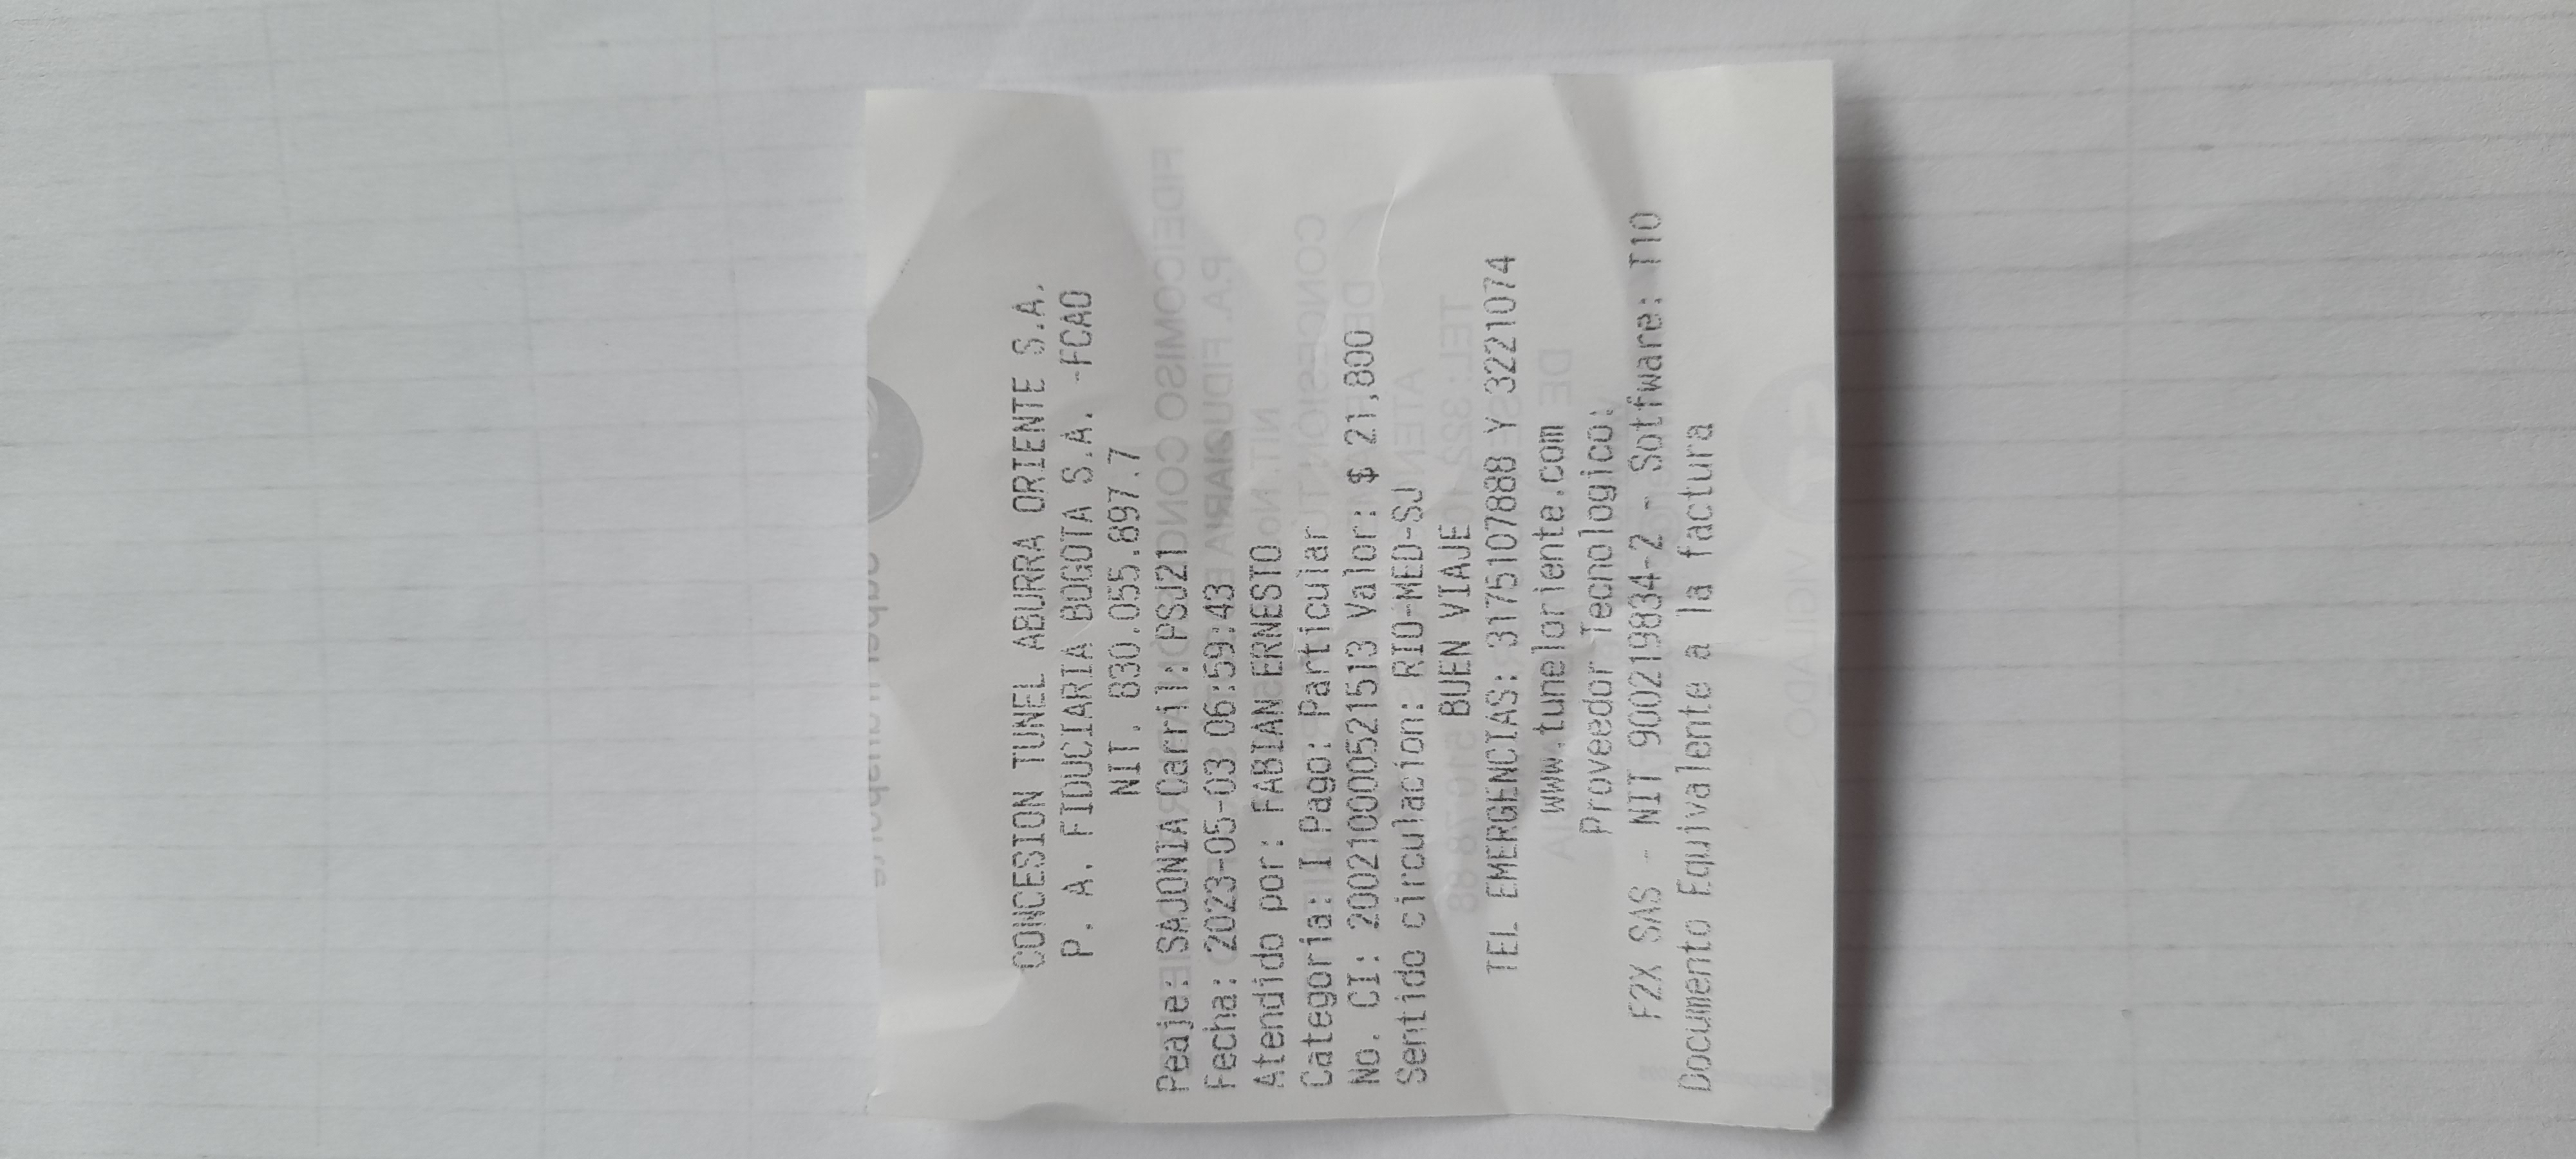 CONCESION TUNEL ABURRA ORIENTE S.A.
P. A. FIDUCIARIA BOGOTA S.A. -FCAO
NIT. 830.055.897.7
Peaje: SAJONIA Carril: PSJ21
Fecha: 2023-05-03 06:59:43
Atendido por: FABIAN ERNESTO
Categoria: I Pago: Particular
No. CI: 200210000521513 Valor: $ 21,800
Sentido circulacion: RIO-MED-SJ
BUEN VIAJE
TEL EMERGENCIAS: 3175107888 Y 3221074
www.tuneloriente.com
Proveedor Tecnologico:
F2X SAS - NIT 900219834-2 - Sotfware: T10
Documento Equivalente a la factura